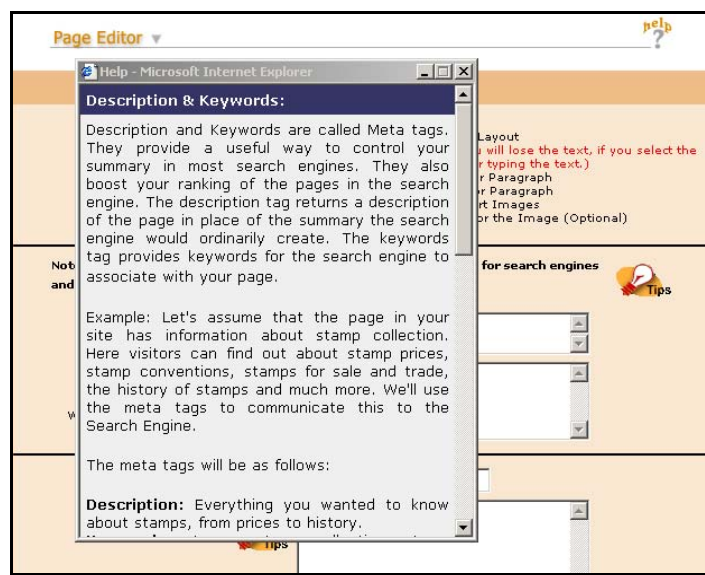 help
?
Page Editor
Help - Microsoft Internet Explorer
Description & Keywords:
Description and Keywords are called Meta tags.
They provide a useful way to control your
summary in most search engines. They also
boost your ranking of the pages in the search
engine. The description tag returns a description
of the page in place of the summary the search
engine would ordinarily create. The keywords
tag provides keywords for the search engine to
associate with your page.
Example: Let's assume that the page in your
site has information about stamp collection.
Here visitors can find out about stamp prices,
stamp conventions, stamps for sale and trade,
the history of stamps and much more. We'll use
the meta tags to communicate this to the
Search Engine.
The meta tags will be as follows:
Description: Everything you wanted to know
about stamps, from prices to history.
Layout
will lose the text, if you select the
typing the text.)
Paragraph
Paragraph
Images
or the Image (Optional)
for search engines
and
Tips
Tips